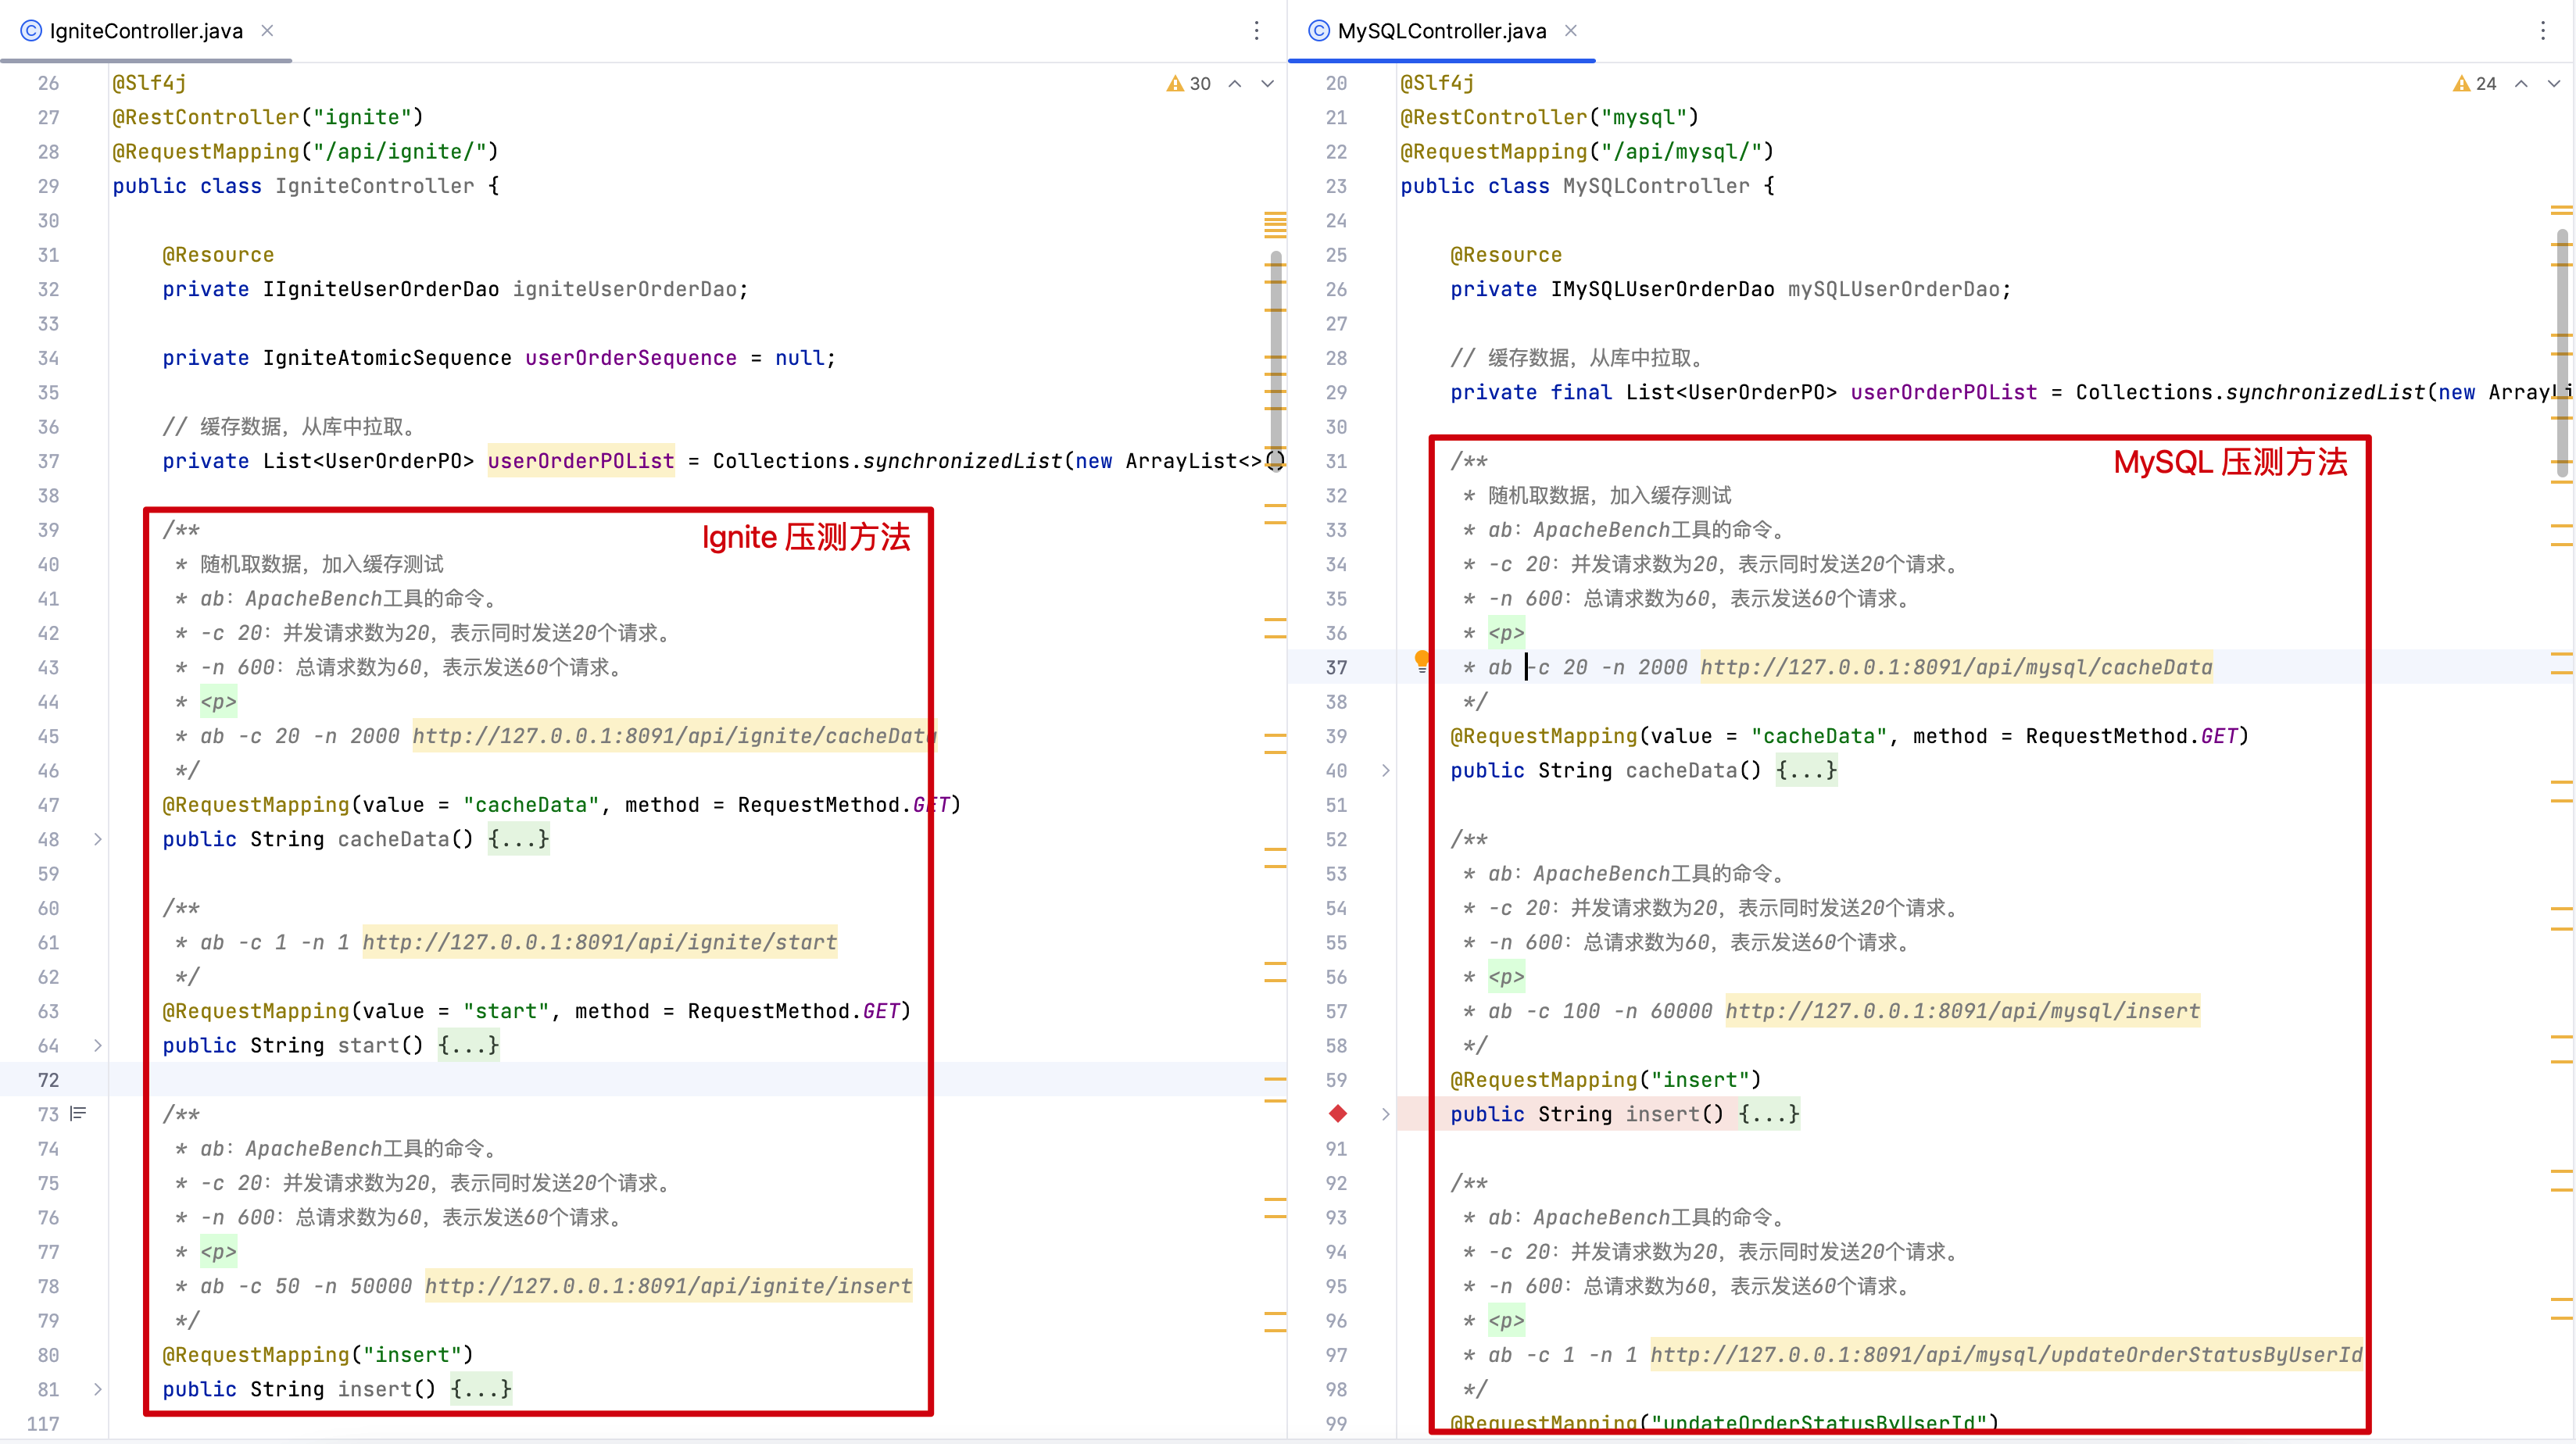 IgniteController.java
26 @Slf4j
30
27 @RestController("ignite")
28 @RequestMapping("/api/ignite/")
29 public class IgniteController {
30
31 @Resource
32 private IIgniteUserOrderDao igniteUserOrderDao;
33
34 private IgniteAtomicSequence userOrderSequence = null;
35
36 // 缓存数据，从库中拉取。
37 private List<UserOrderPO> userOrderPOList = Collections.synchronizedList(new ArrayList<>()
38
Ignite 压测方法
39 /**
40 * 随机取数据，加入缓存测试
41 * ab：ApacheBench工具的命令。
42 * -c 20：并发请求数为20，表示同时发送20个请求。
43 * -n 600：总请求数为60，表示发送60个请求。
44 * <p>
45 * ab -c 20 -n 2000 http://127.0.0.1:8091/api/ignite/cacheData
46 */
47 @RequestMapping(value = "cacheData", method = RequestMethod.GET)
48 public String cacheData() {...}
59
60 /**
61 * ab -c 1 -n 1 http://127.0.0.1:8091/api/ignite/start
62 */
63 @RequestMapping(value = "start", method = RequestMethod.GET)
64 public String start() {...}
72
73 /**
74 * ab：ApacheBench工具的命令。
75 * -c 20：并发请求数为20，表示同时发送20个请求。
76 * -n 600：总请求数为60，表示发送60个请求。
77 * <p>
78 * ab -c 50 -n 50000 http://127.0.0.1:8091/api/ignite/insert
79 */
80 @RequestMapping("insert")
81 public String insert() {...}
117
MySQLController.java
20 @Slf4j
24
21 @RestController("mysql")
22 @RequestMapping("/api/mysql/")
23 public class MySQLController {
24
25 @Resource
26 private IMySQLUserOrderDao mySQLUserOrderDao;
27
28 // 缓存数据，从库中拉取。
29 private final List<UserOrderPO> userOrderPOList = Collections.synchronizedList(new ArrayLi
30
MySQL 压测方法
31 /**
32 * 随机取数据，加入缓存测试
33 * ab：ApacheBench工具的命令。
34 * -c 20：并发请求数为20，表示同时发送20个请求。
35 * -n 600：总请求数为60，表示发送60个请求。
36 * <p>
37 * ab -c 20 -n 2000 http://127.0.0.1:8091/api/mysql/cacheData
38 */
39 @RequestMapping(value = "cacheData", method = RequestMethod.GET)
40 public String cacheData() {...}
51
52 /**
53 * ab：ApacheBench工具的命令。
54 * -c 20：并发请求数为20，表示同时发送20个请求。
55 * -n 600：总请求数为60，表示发送60个请求。
56 * <p>
57 * ab -c 100 -n 60000 http://127.0.0.1:8091/api/mysql/insert
58 */
59 @RequestMapping("insert")
public String insert() {...}
91
92 /**
93 * ab：ApacheBench工具的命令。
94 * -c 20：并发请求数为20，表示同时发送20个请求。
95 * -n 600：总请求数为60，表示发送60个请求。
96 * <p>
97 * ab -c 1 -n 1 http://127.0.0.1:8091/api/mysql/updateOrderStatusByUserId
98 */
99 @RequestMapping("updateOrderStatusByUserId")